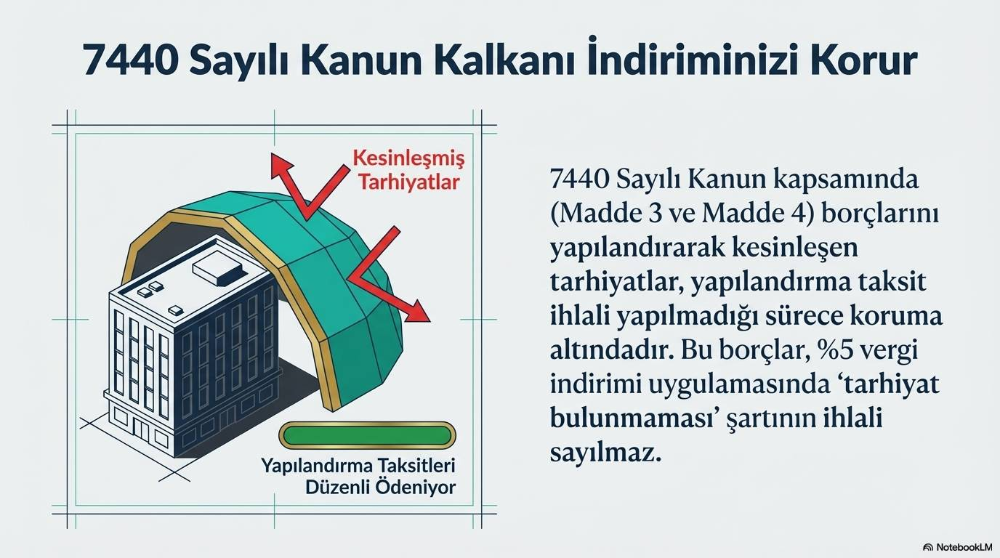 7440 Sayılı Kanun Kalkanı İndiriminizi Korur
Kesinleşmiş
Tarhiyatlar
Yapılandırma Taksitleri
Düzenli Ödeniyor
7440 Sayılı Kanun kapsamında
(Madde 3 ve Madde 4) borçlarını
yapılandırarak kesinleşen
tarhiyatlar, yapılandırma taksit
ihlali yapılmadığı sürece koruma
altındadır. Bu borçlar, %5 vergi
indirimi uygulamasında ‘tarhiyat
bulunmaması’ şartının ihlali
sayılmaz.
NotebookLM